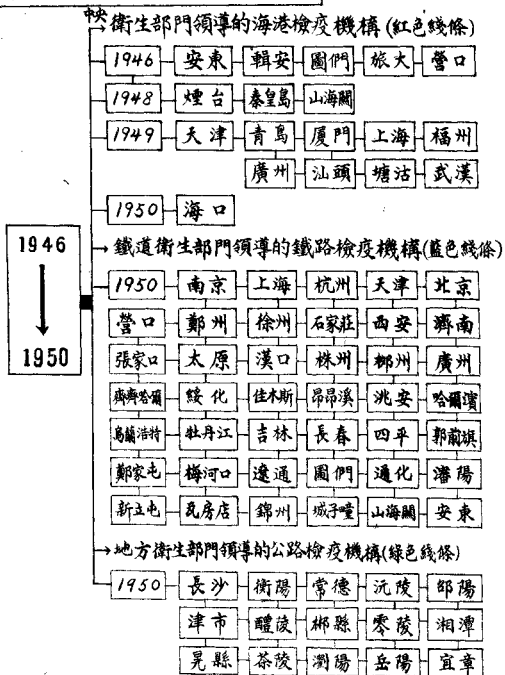 中央衛生部門領導的海港檢疫機構(紅色綫條)
1946 安東 輯安 圖們 旅大 營口
1948 煙台 秦皇島 山海關
1949 天津 青島 厦門 上海 福州
廣州 汕頭 塘沽 武漢
1950 海口
1946
1950
鐵道衛生部門領導的鐵路檢疫機構(藍色綫條)
1950 南京 上海 杭州 天津 北京
營口 鄭州 徐州 石家莊 西安 濟南
張家口 太原 漢口 株州 郴州 廣州
齊齊哈爾 綏化 佳木斯 昂昂溪 洮安 哈爾濱
烏蘭浩特 牡丹江 吉林 長春 四平 郭前旗
鄭家屯 梅河口 遼通 圖們 通化 瀋陽
新立屯 瓦房店 錦州 城子疃 山海關 安東
地方衛生部門領導的公路檢疫機構(綠色綫條)
1950 長沙 衡陽 常德 沅陵 邵陽
津市 醴陵 郴縣 零陵 湘潭
晃縣 茶陵 瀏陽 岳陽 宜章